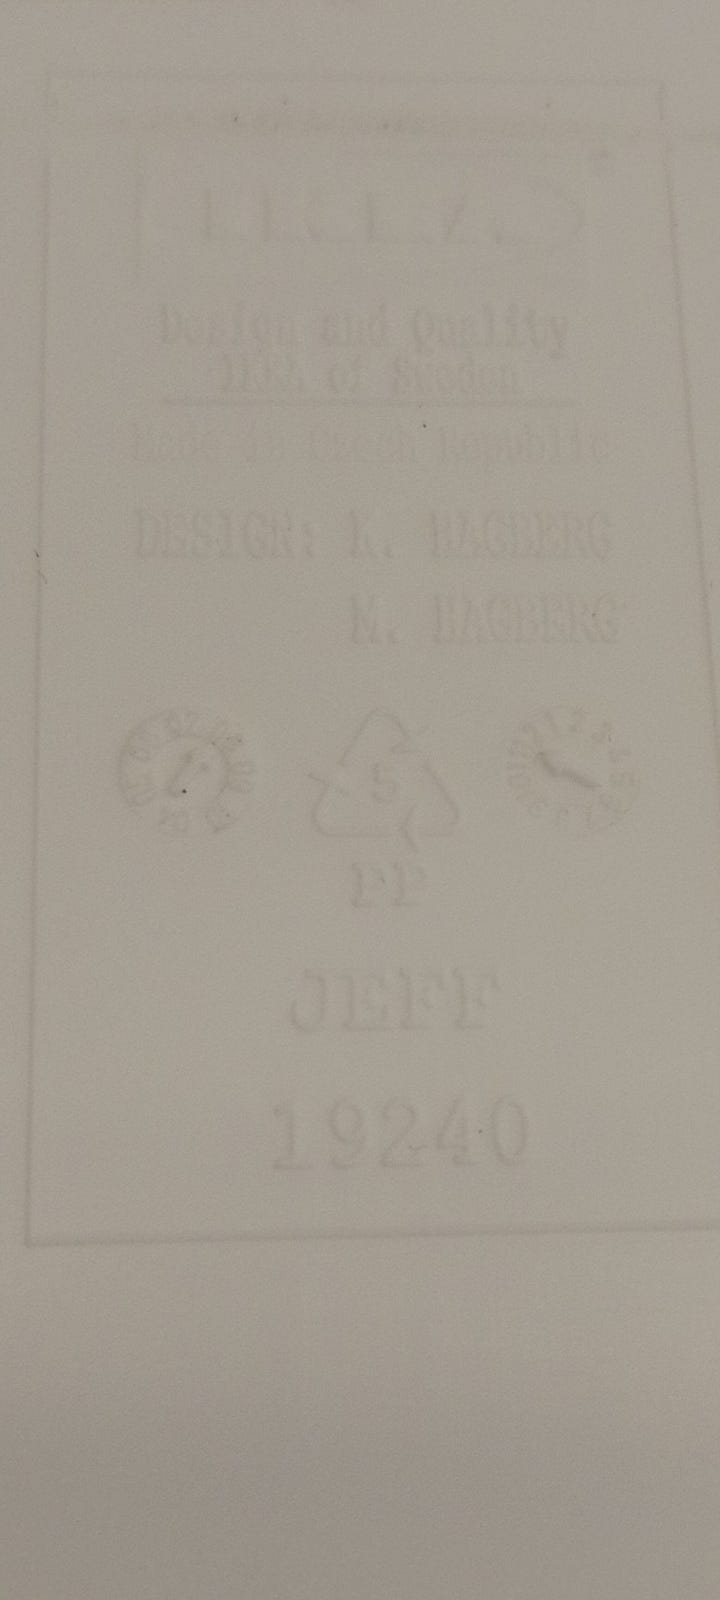 Design and Quality
IKEA of Sweden
Made in Czech Republic
DESIGN: K. HAGBERG
M. HAGBERG
5
PP
JEFF
19240